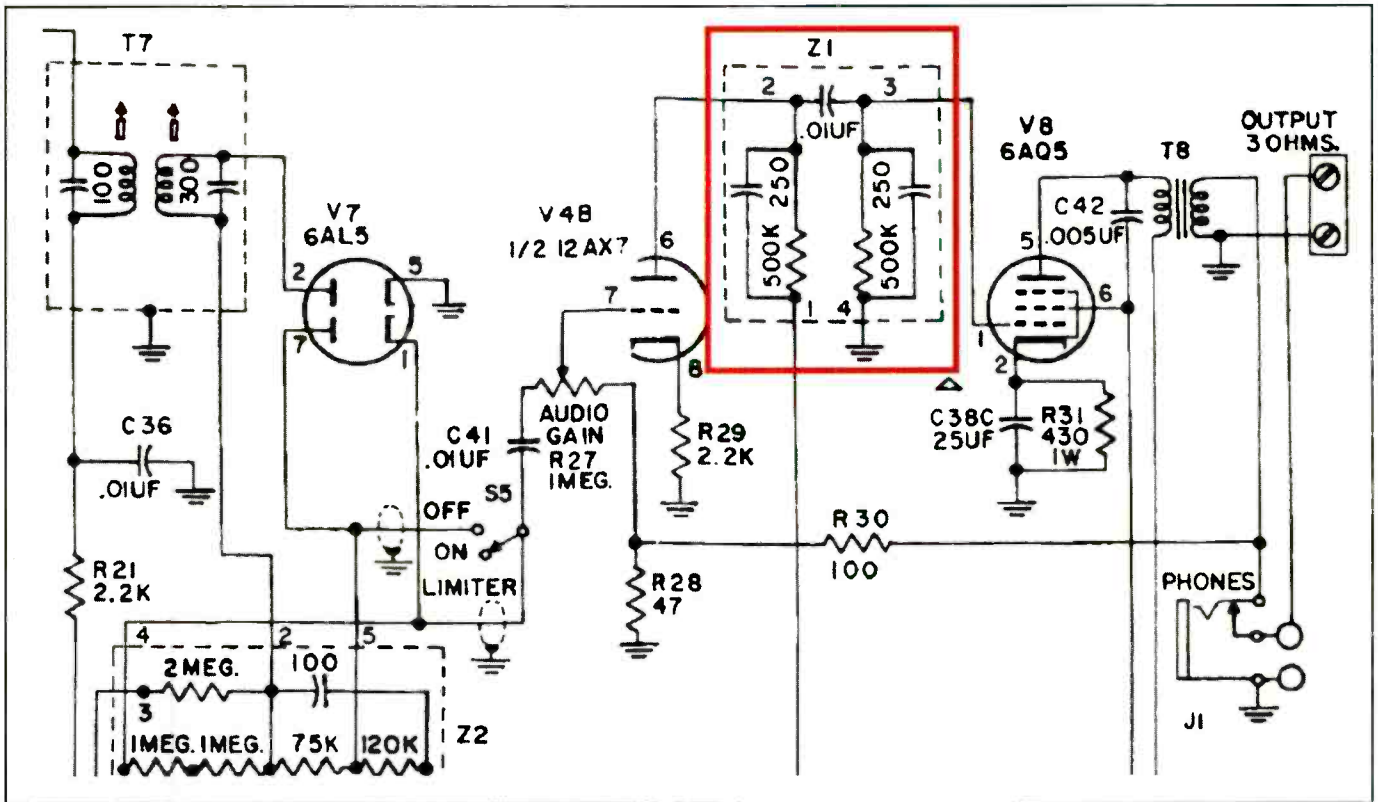 T7
100
300
V7
6AL5
2
5
7
1
C36
.01UF
R21
2.2K
4
2
5
2MEG.
100
3
Z2
1MEG.
1MEG.
75K
120K
V4B
1/2 12AX7
6
7
8
AUDIO
GAIN
R27
1MEG.
C41
.01UF
S5
OFF
ON
LIMITER
R29
2.2K
R28
47
R30
100
Z1
2
3
.01UF
250
500K
250
500K
1
4
V8
6AQ5
5
6
1
2
C42
.005UF
T8
OUTPUT
3 OHMS.
C38C
25UF
R31
430
1W
PHONES
J1